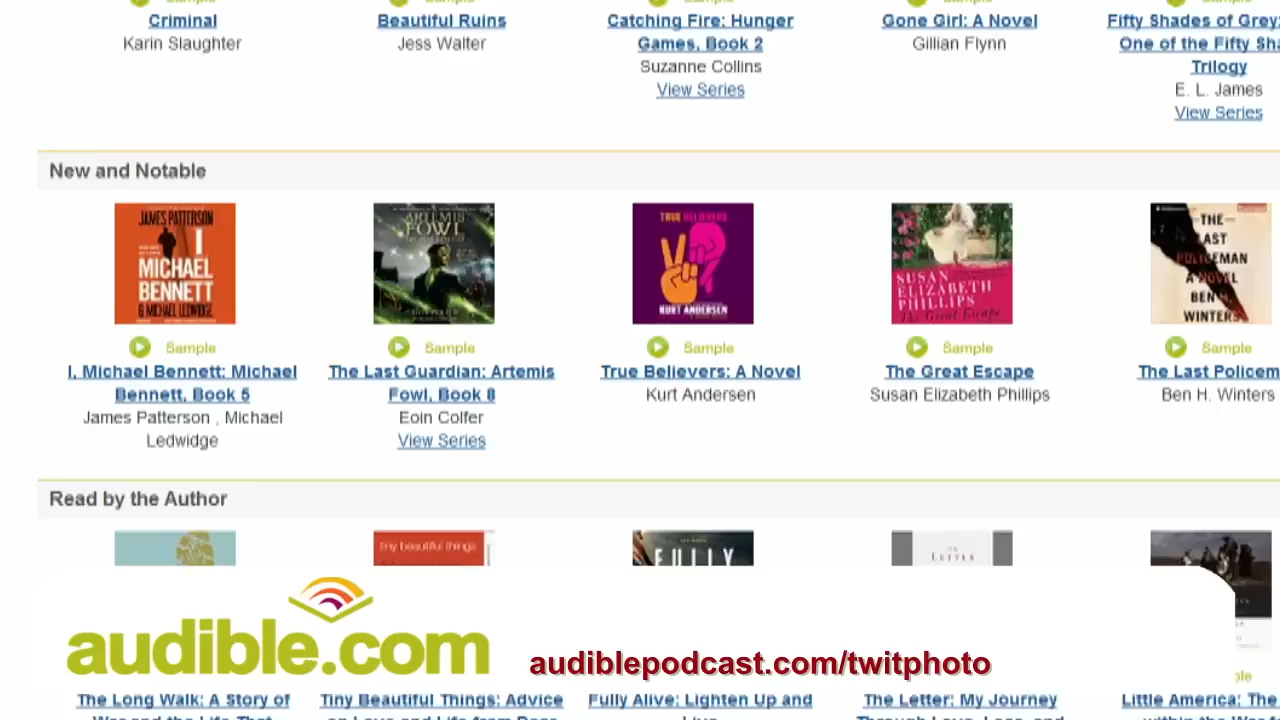 Criminal
Karin Slaughter
Beautiful Ruins
Jess Walter
Catching Fire: Hunger
Games, Book 2
Suzanne Collins
View Series
Gone Girl: A Novel
Gillian Flynn
Fifty Shades of Grey:
One of the Fifty Sha
Trilogy
E. L. James
View Series
New and Notable
JAMES PATTERSON
I
MICHAEL
BENNETT
& MICHAEL LEDWIDGE
Sample
I, Michael Bennett: Michael
Bennett, Book 5
James Patterson , Michael
Ledwidge
ARTEMIS
FOWL
Sample
The Last Guardian: Artemis
Fowl, Book 8
Eoin Colfer
View Series
TRUE BELIEVERS
KURT ANDERSEN
Sample
True Believers: A Novel
Kurt Andersen
SUSAN
ELIZABETH
PHILLIPS
The Great Escape
Sample
The Great Escape
Susan Elizabeth Phillips
THE
LAST
POLICEMAN
A NOVEL
BEN H.
WINTERS
Sample
The Last Policem
Ben H. Winters
Read by the Author
tiny beautiful things
FULLY
LETTER
audible.com
audiblepodcast.com/twitphoto
The Long Walk: A Story of
Tiny Beautiful Things: Advice
Fully Alive: Lighten Up and
The Letter: My Journey
Little America: The